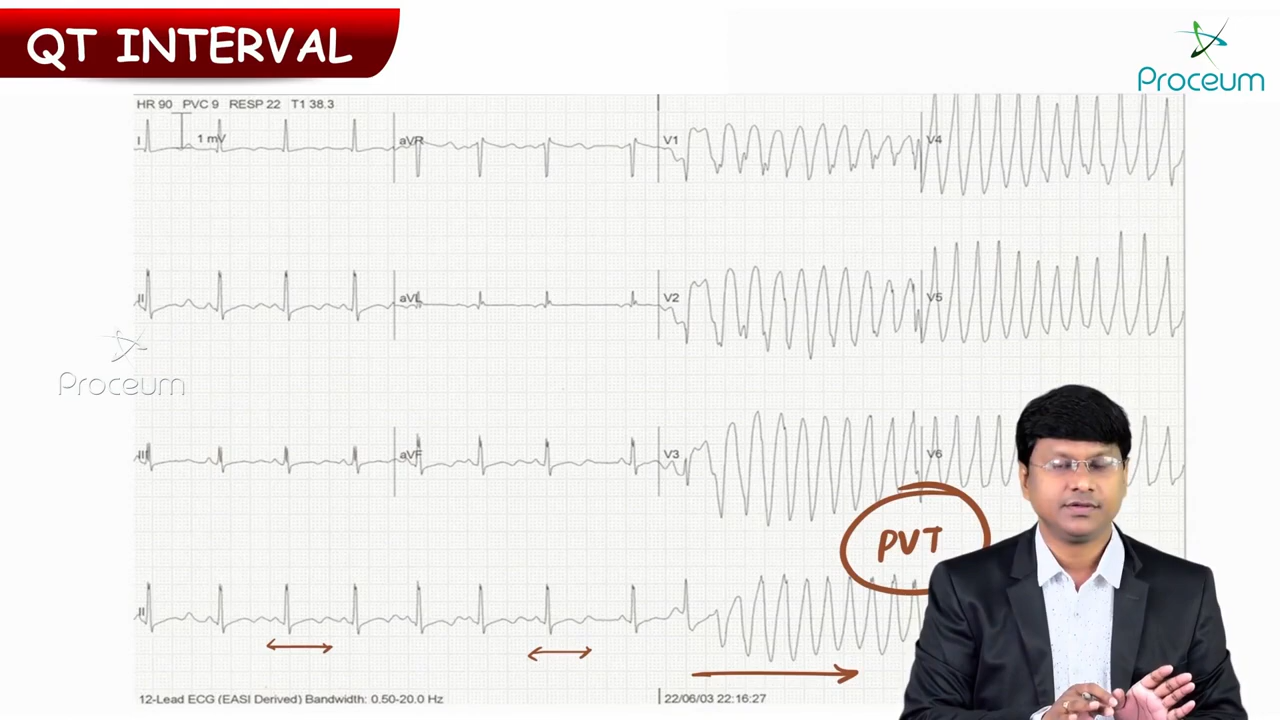 QT INTERVAL
Proceum
HR 90 PVC 9 RESP 22 T1 38.3
I
1 mV
aVR
V1
V4
II
aVL
V2
V5
Proceum
III
aVF
V3
V6
PVT
II
12-Lead ECG (EASI Derived) Bandwidth: 0.50-20.0 Hz
22/06/03 22:16:27